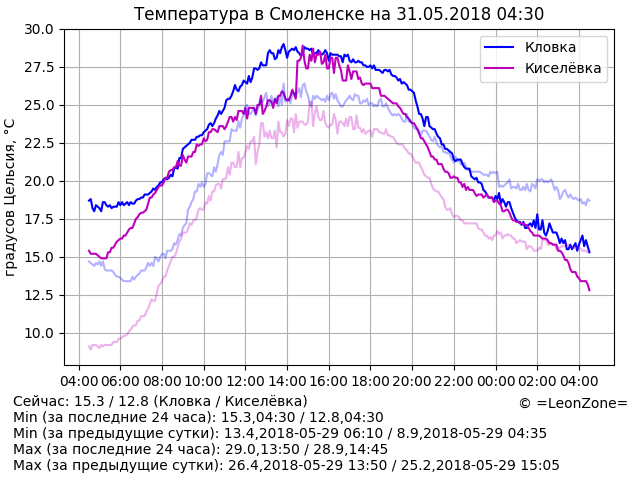 Температура в Смоленске на 31.05.2018 04:30
градусов Цельсия, °C
30.0
27.5
25.0
22.5
20.0
17.5
15.0
12.5
10.0
Кловка
Киселёвка
04:00 06:00 08:00 10:00 12:00 14:00 16:00 18:00 20:00 22:00 00:00 02:00 04:00
Сейчас: 15.3 / 12.8 (Кловка / Киселёвка)
© =LeonZone=
Min (за последние 24 часа): 15.3,04:30 / 12.8,04:30
Min (за предыдущие сутки): 13.4,2018-05-29 06:10 / 8.9,2018-05-29 04:35
Max (за последние 24 часа): 29.0,13:50 / 28.9,14:45
Max (за предыдущие сутки): 26.4,2018-05-29 13:50 / 25.2,2018-05-29 15:05